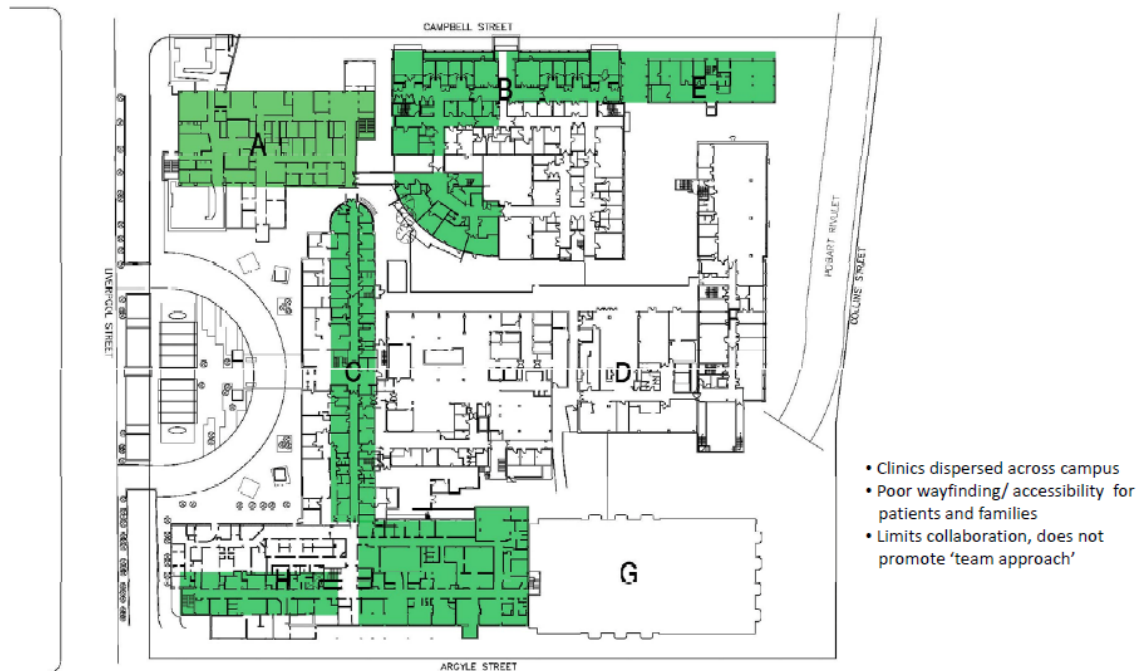 CAMPBELL STREET
B
E
A
HOBART RIVULET
COLLINS STREET
LIVERPOOL STREET
C
D
• Clinics dispersed across campus
• Poor wayfinding/ accessibility for
patients and families
• Limits collaboration, does not
promote ‘team approach’
G
ARGYLE STREET